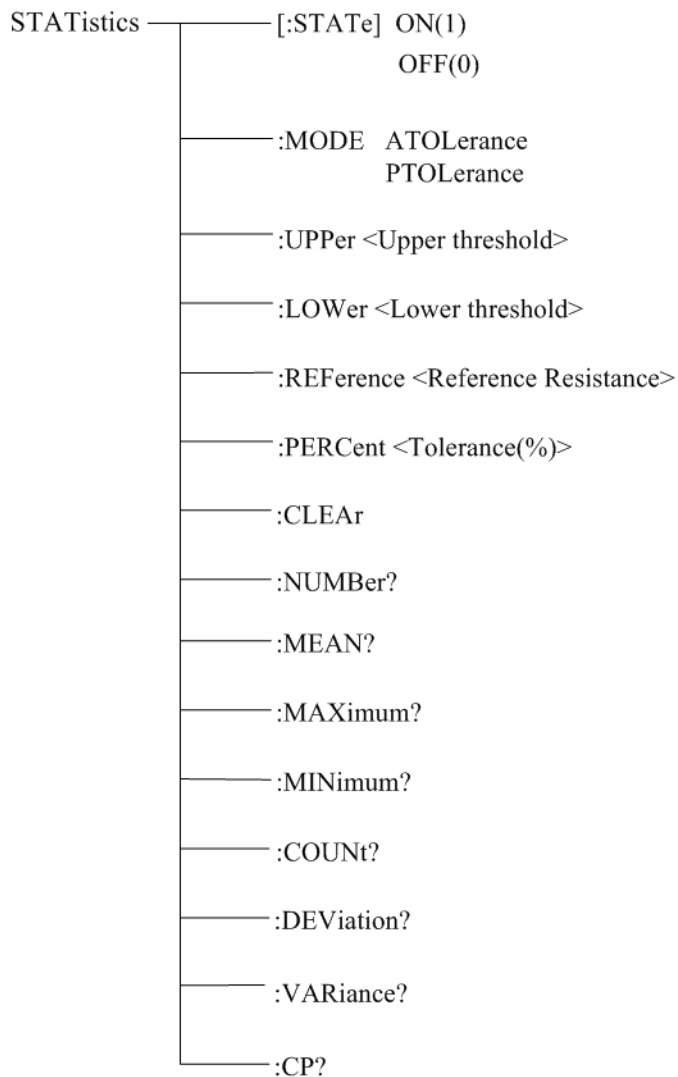 STATistics [:STATe] ON(1)
OFF(0)
:MODE ATOLerance
PTOLerance
:UPPer <Upper threshold>
:LOWer <Lower threshold>
:REFerence <Reference Resistance>
:PERCent <Tolerance(%)>
:CLEAr
:NUMBer?
:MEAN?
:MAXimum?
:MINimum?
:COUNt?
:DEViation?
:VARiance?
:CP?